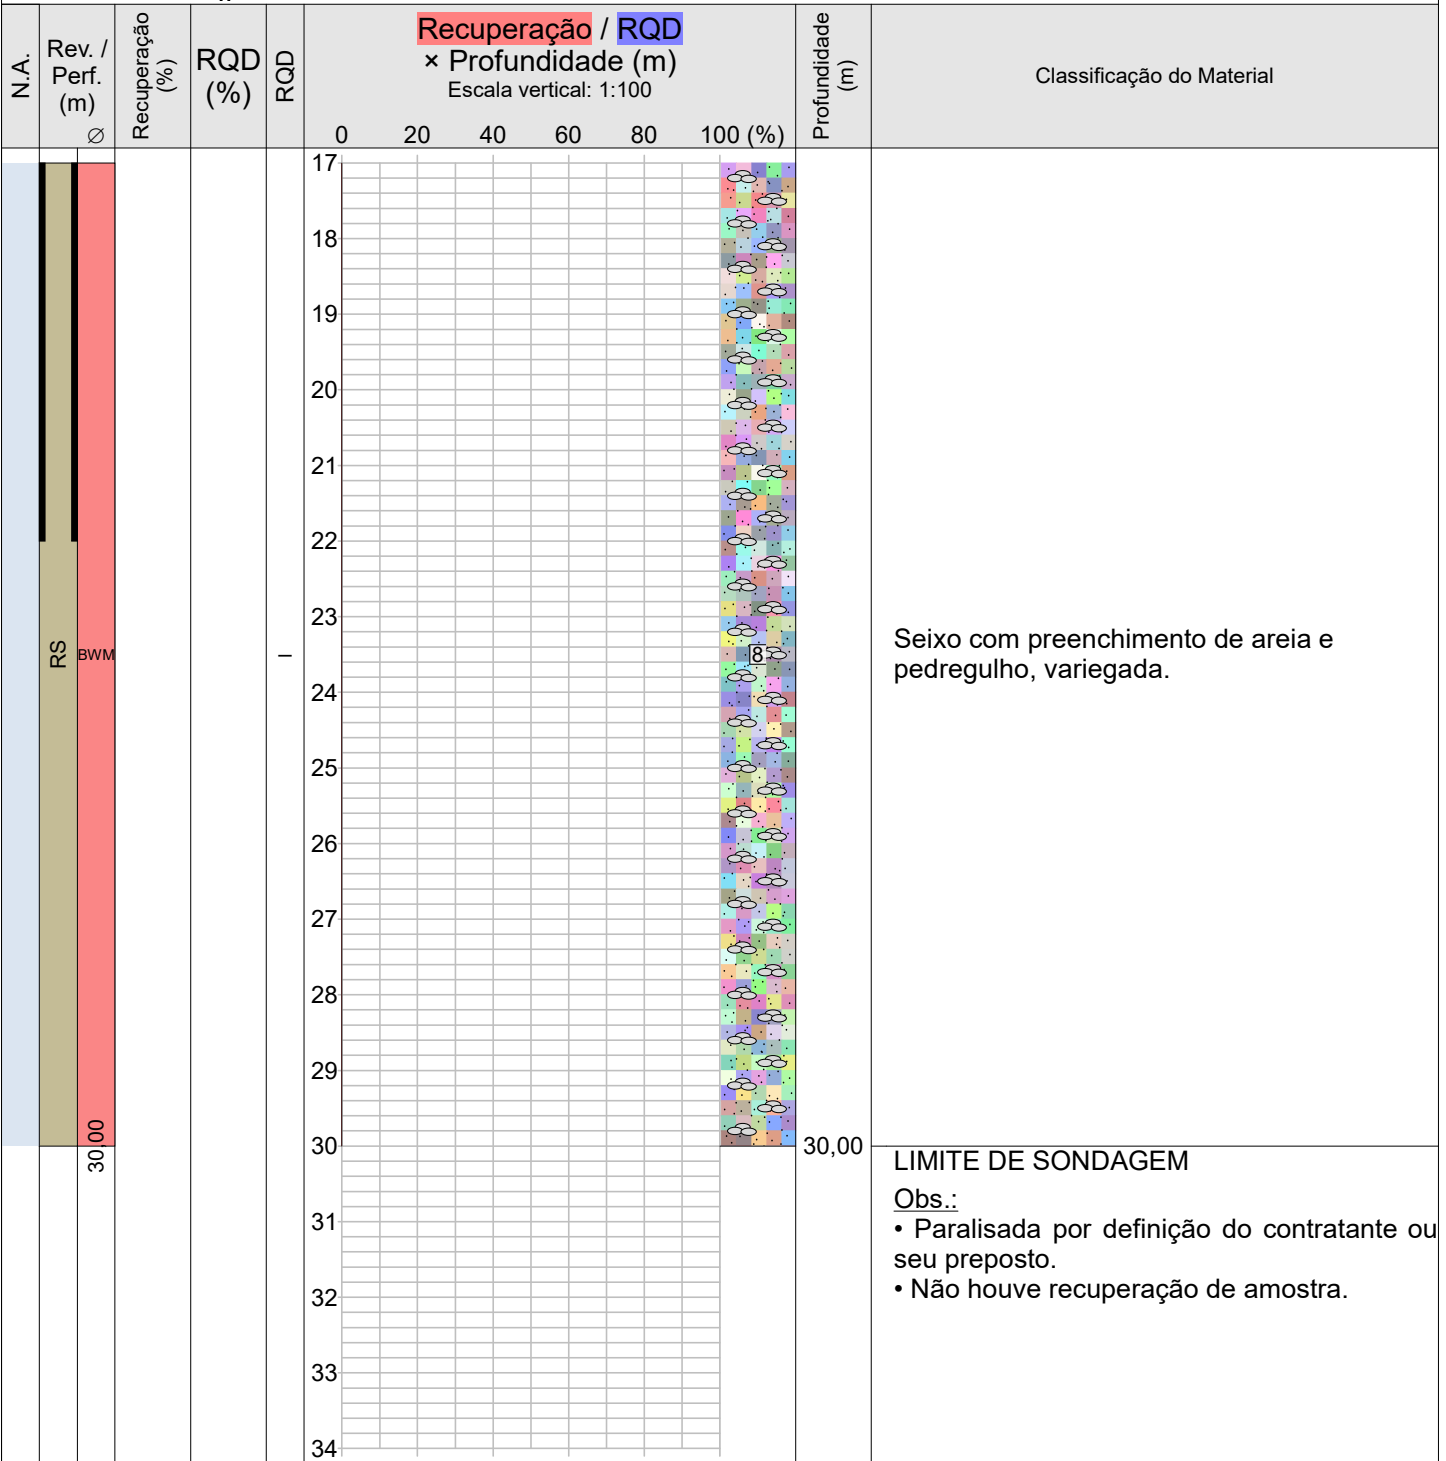 N.A.
Rev. /
Perf.
(m)
∅
Recuperação
(%)
RQD
(%)
RQD
Recuperação / RQD
× Profundidade (m)
Escala vertical: 1:100
0 20 40 60 80 100 (%)
Profundidade
(m)
Classificação do Material
17
18
19
20
21
22
23
RS
BWM
–
8
Seixo com preenchimento de areia e
pedregulho, variegada.
24
25
26
27
28
29
30,00
30
30,00
LIMITE DE SONDAGEM
Obs.:
• Paralisada por definição do contratante ou
seu preposto.
• Não houve recuperação de amostra.
31
32
33
34